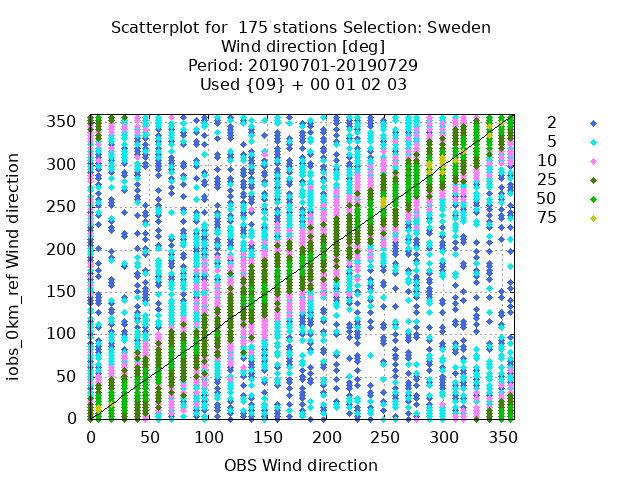 Scatterplot for  175 stations Selection: Sweden
Wind direction [deg]
Period: 20190701-20190729
Used {09} + 00 01 02 03
iobs_0km_ref Wind direction
350
300
250
200
150
100
50
0
0 50 100 150 200 250 300 350
OBS Wind direction
2
5
10
25
50
75